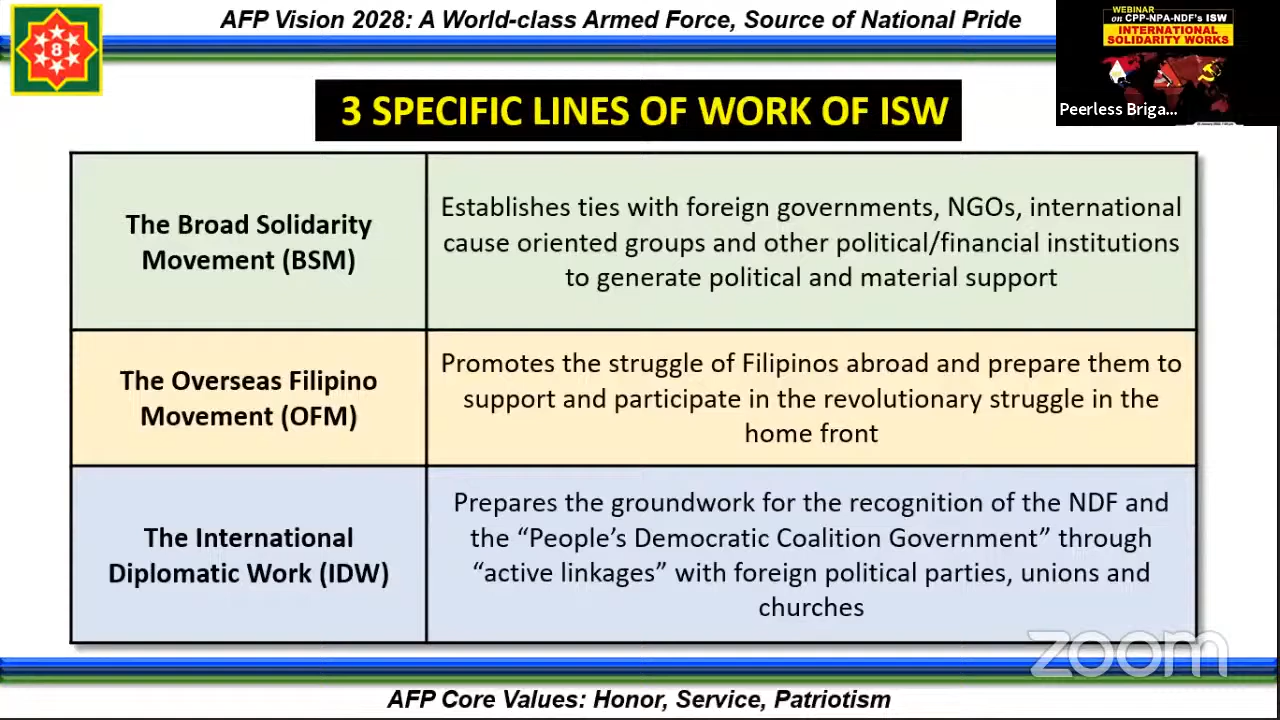 AFP Vision 2028: A World-class Armed Force, Source of National Pride
8
WEBINAR
on CPP-NPA-NDF's ISW
INTERNATIONAL
SOLIDARITY WORKS
Peerless Briga...
3 SPECIFIC LINES OF WORK OF ISW
The Broad Solidarity
Movement (BSM)
Establishes ties with foreign governments, NGOs, international
cause oriented groups and other political/financial institutions
to generate political and material support
The Overseas Filipino
Movement (OFM)
Promotes the struggle of Filipinos abroad and prepare them to
support and participate in the revolutionary struggle in the
home front
The International
Diplomatic Work (IDW)
Prepares the groundwork for the recognition of the NDF and
the “People’s Democratic Coalition Government” through
“active linkages” with foreign political parties, unions and
churches
zoom
AFP Core Values: Honor, Service, Patriotism